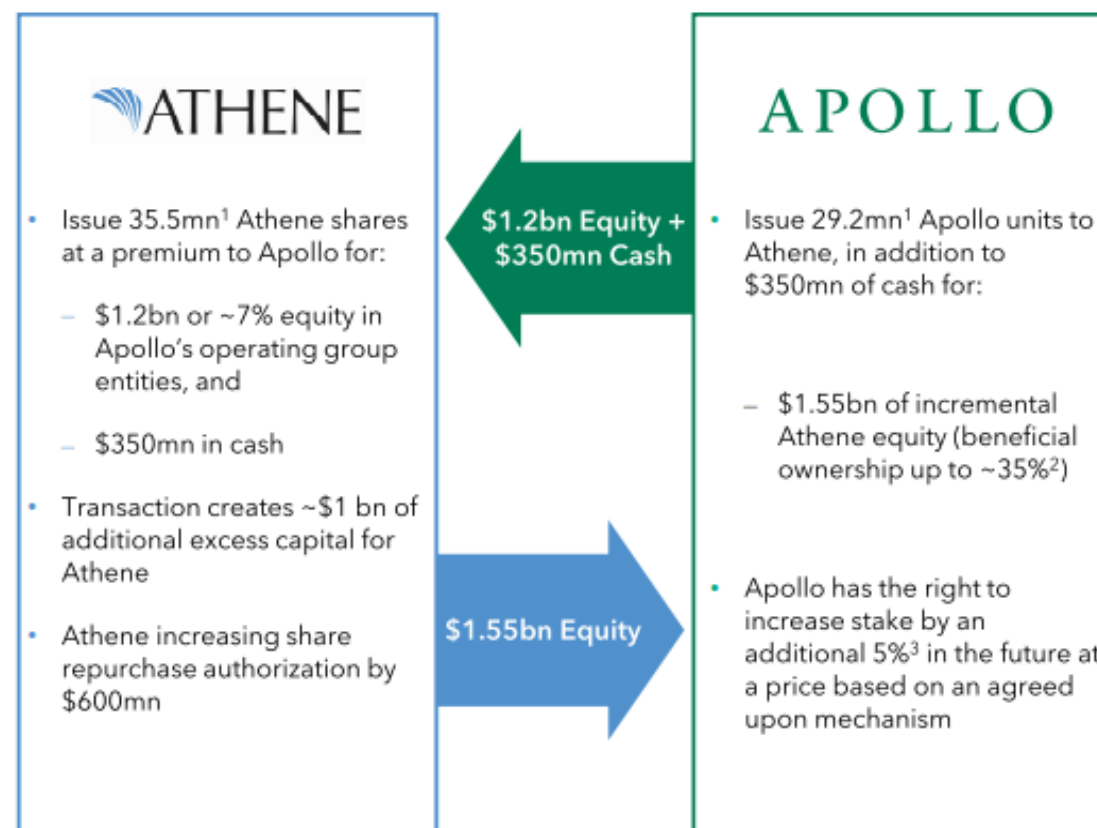 ATHENE
• Issue 35.5mn¹ Athene shares
at a premium to Apollo for:
– $1.2bn or ~7% equity in
Apollo's operating group
entities, and
– $350mn in cash
• Transaction creates ~$1 bn of
additional excess capital for
Athene
• Athene increasing share
repurchase authorization by
$600mn
$1.2bn Equity +
$350mn Cash
$1.55bn Equity
APOLLO
• Issue 29.2mn¹ Apollo units to
Athene, in addition to
$350mn of cash for:
– $1.55bn of incremental
Athene equity (beneficial
ownership up to ~35%²)
• Apollo has the right to
increase stake by an
additional 5%³ in the future at
a price based on an agreed
upon mechanism